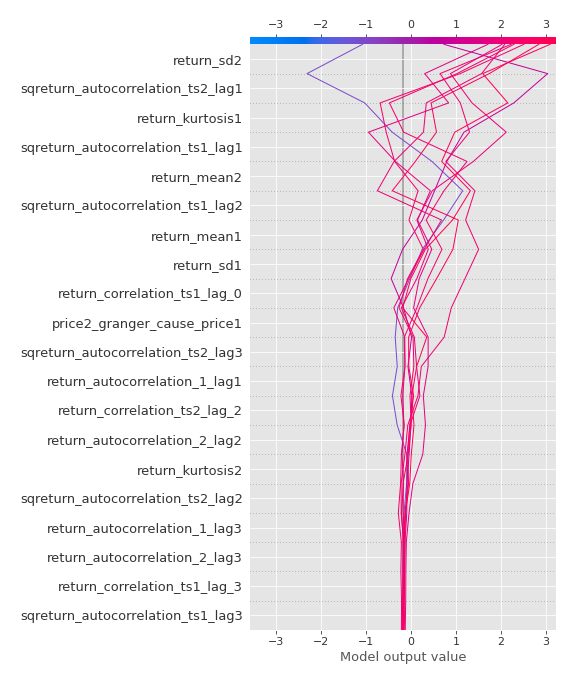 −3 −2 −1 0 1 2 3
return_sd2
sqreturn_autocorrelation_ts2_lag1
return_kurtosis1
sqreturn_autocorrelation_ts1_lag1
return_mean2
sqreturn_autocorrelation_ts1_lag2
return_mean1
return_sd1
return_correlation_ts1_lag_0
price2_granger_cause_price1
sqreturn_autocorrelation_ts2_lag3
return_autocorrelation_1_lag1
return_correlation_ts2_lag_2
return_autocorrelation_2_lag2
return_kurtosis2
sqreturn_autocorrelation_ts2_lag2
return_autocorrelation_1_lag3
return_autocorrelation_2_lag3
return_correlation_ts1_lag_3
sqreturn_autocorrelation_ts1_lag3
−3 −2 −1 0 1 2 3
Model output value